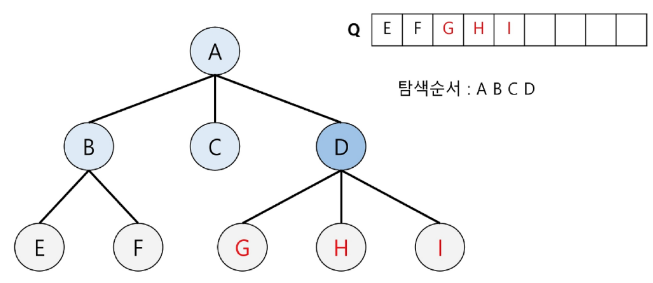 Q E F G H I
A
탐색순서 : A B C D
B C D
E F G H I